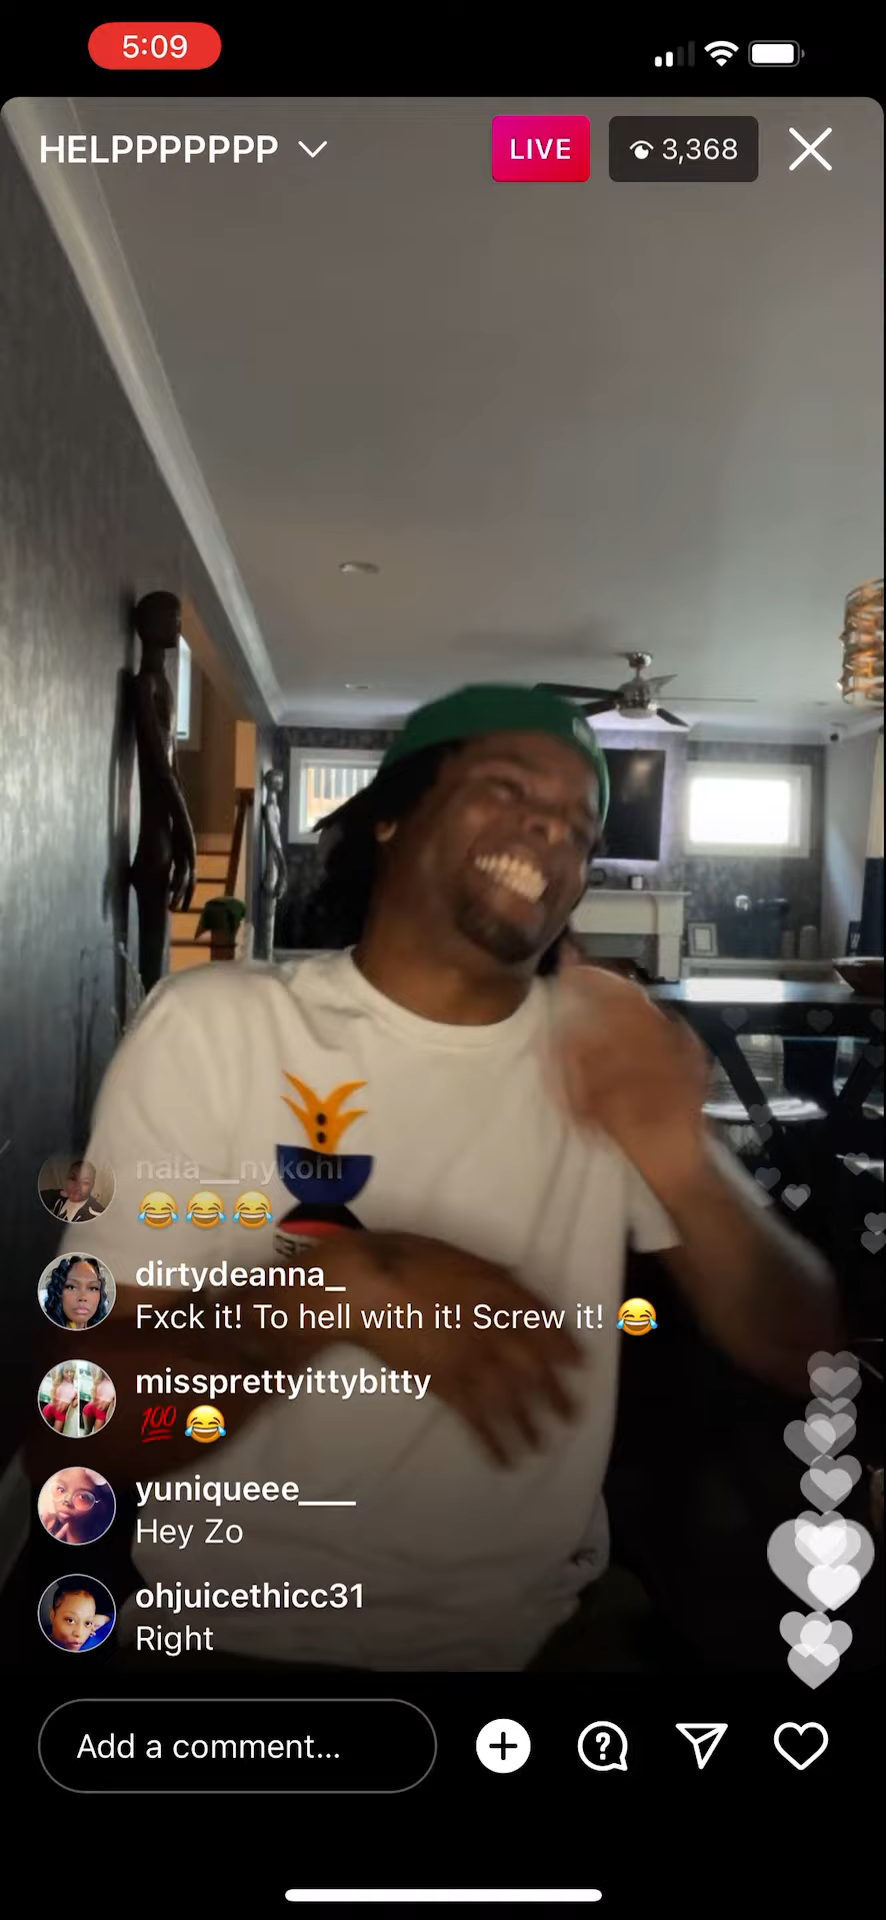 5:09
HELPPPPPPP
LIVE
3,368
nala__nykohl
😂😂😂
dirtydeanna_
Fxck it! To hell with it! Screw it! 😂
missprettyittybitty
💯😂
yuniqueee___
Hey Zo
ohjuicethicc31
Right
Add a comment...